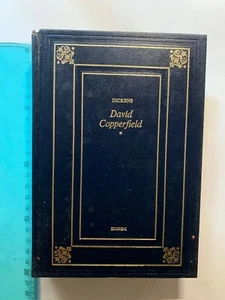 DICKENS
David
Copperfield
*